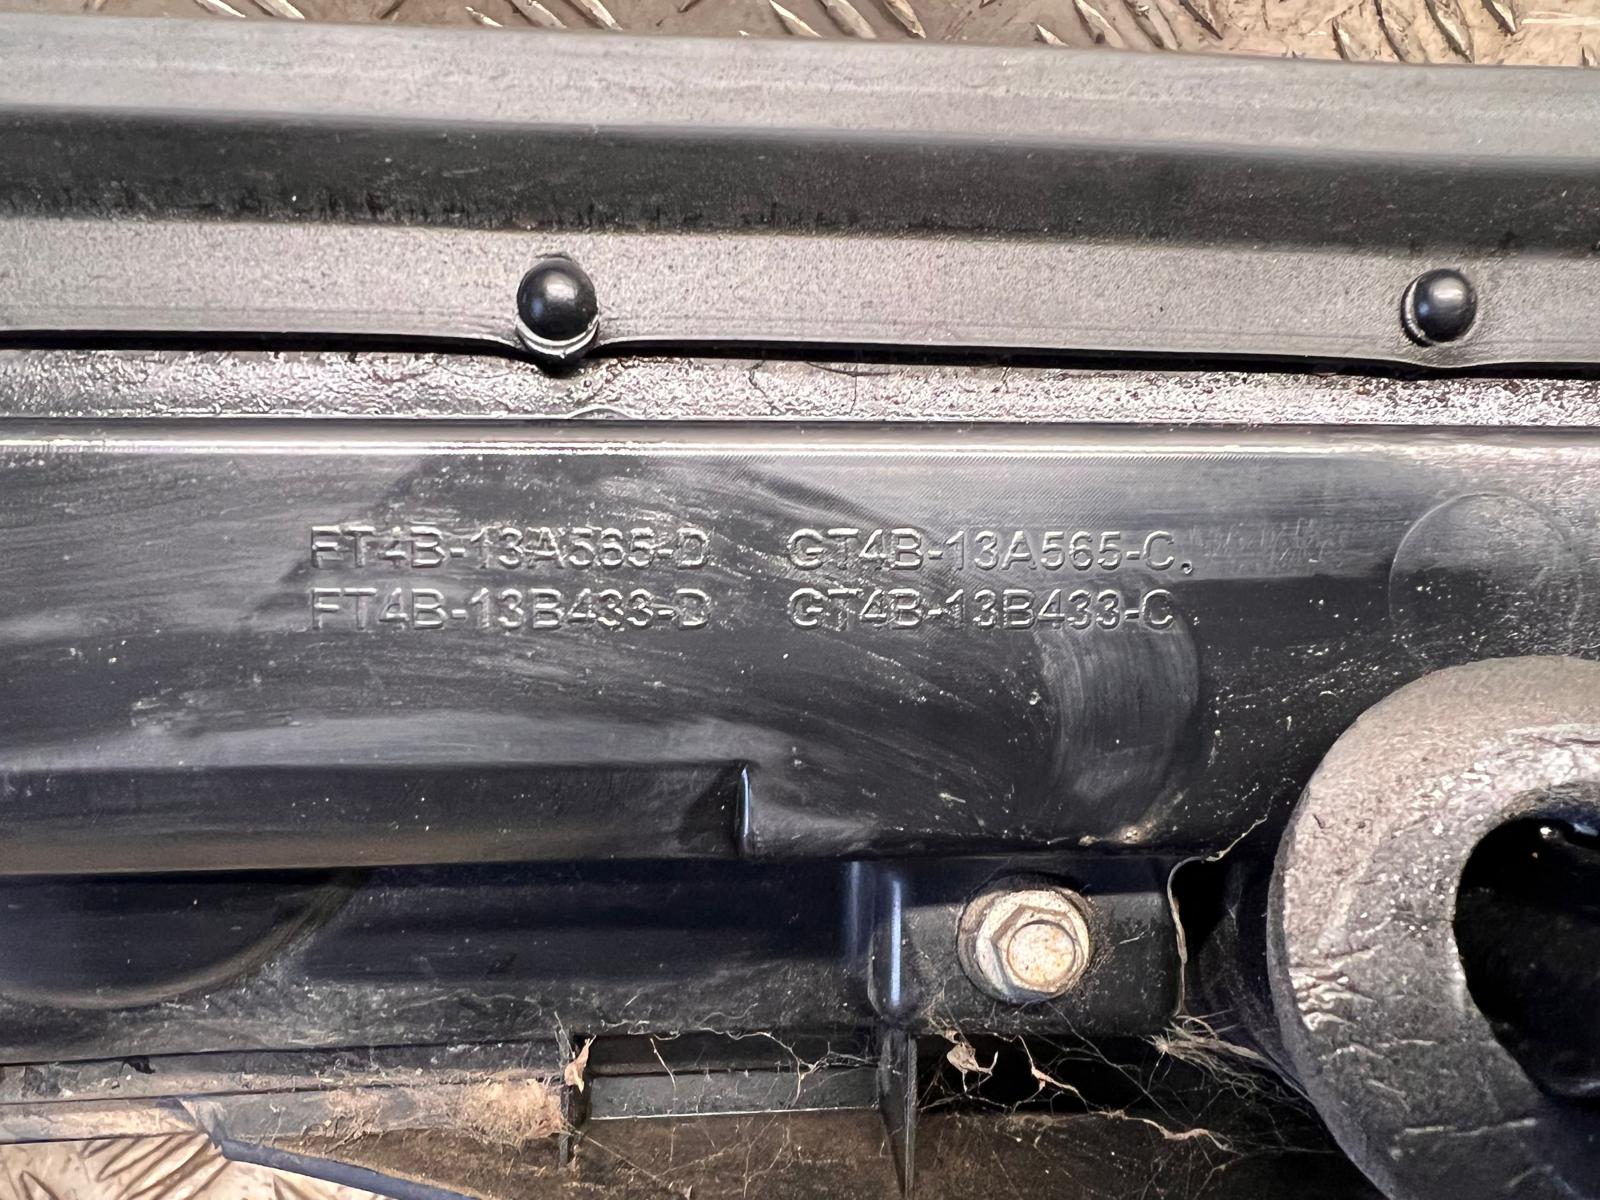 FT4B-13A565-D GT4B-13A565-C,
FT4B-13B433-D GT4B-13B433-C